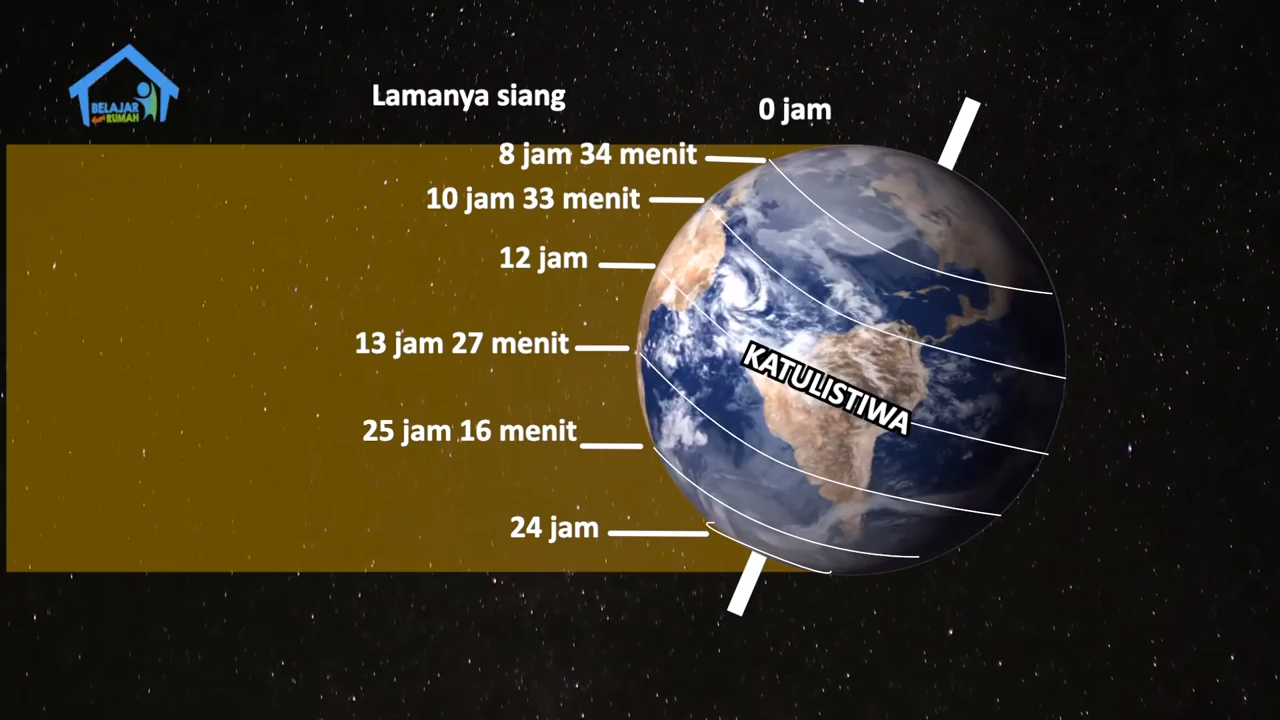 BELAJAR
dari RUMAH
Lamanya siang
0 jam
8 jam 34 menit
10 jam 33 menit
12 jam
13 jam 27 menit
KATULISTIWA
25 jam 16 menit
24 jam